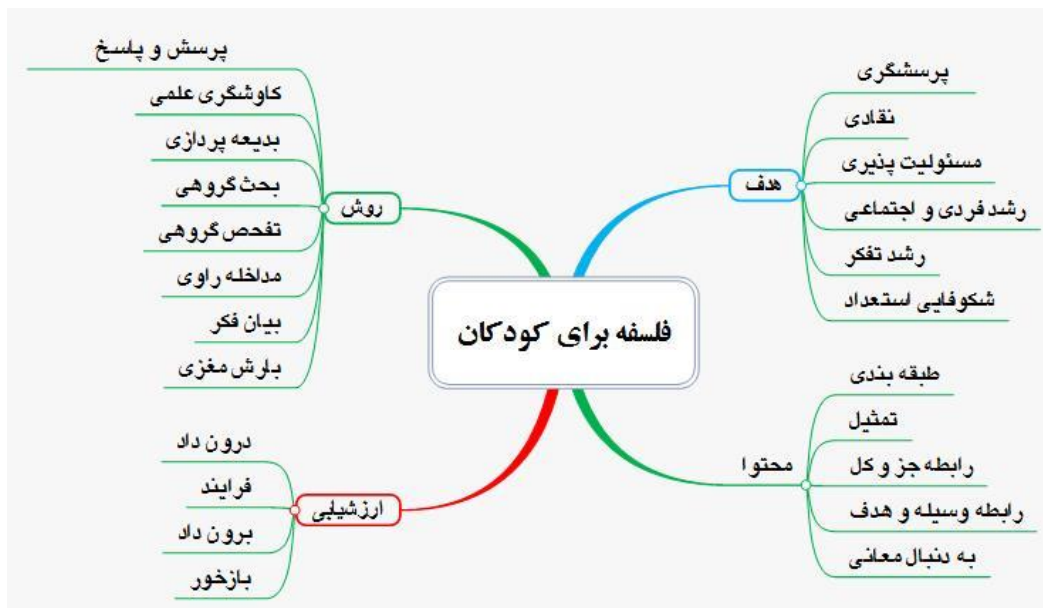 فلسفه برای کودکان
هدف
پرسشگری
نقادی
مسئولیت پذیری
رشد فردی و اجتماعی
رشد تفکر
شکوفایی استعداد
محتوا
طبقه بندی
تمثیل
رابطه جز و کل
رابطه وسیله و هدف
به دنبال معانی
روش
پرسش و پاسخ
کاوشگری علمی
بدیعه پردازی
بحث گروهی
تفحص گروهی
مداخله راوی
بیان فکر
بارش مغزی
ارزشیابی
درون داد
فرایند
برون داد
بازخور